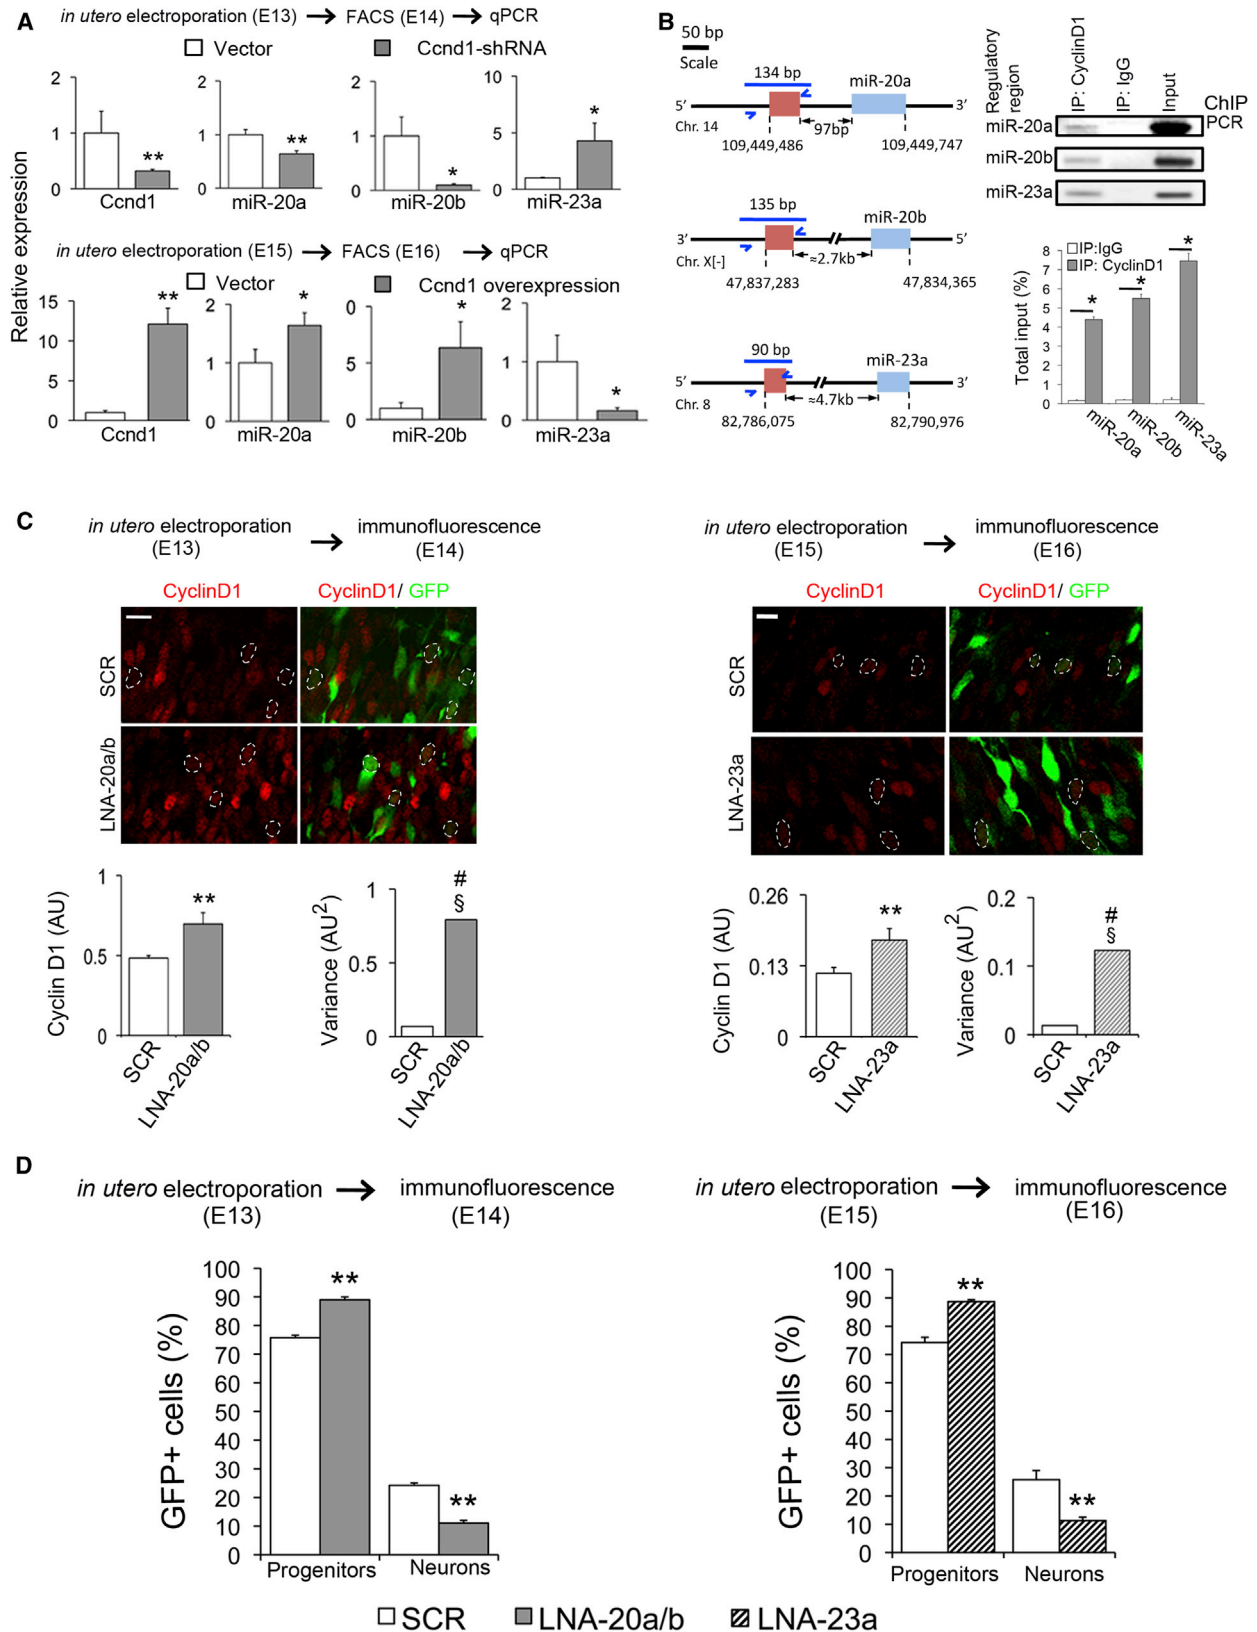 A
in utero electroporation (E13) → FACS (E14) → qPCR
Vector
Ccnd1-shRNA
Relative expression
2
1
0
**
Ccnd1
2
1
0
**
miR-20a
2
1
0
*
miR-20b
10
5
0
*
miR-23a
in utero electroporation (E15) → FACS (E16) → qPCR
Vector
Ccnd1 overexpression
15
10
5
0
**
Ccnd1
2
1
0
*
miR-20a
0
5
0
*
miR-20b
2
1
0
*
miR-23a
B
50 bp
Scale
134 bp
miR-20a
5’
3’
Chr. 14
97bp
109,449,486
109,449,747
135 bp
miR-20b
3’
5’
Chr. X[-]
≈2.7kb
47,837,283
47,834,365
90 bp
miR-23a
5’
3’
Chr. 8
≈4.7kb
82,786,075
82,790,976
Regulatory region
IP: CyclinD1
IP: IgG
Input
ChIP
PCR
miR-20a
miR-20b
miR-23a
IP:IgG
IP: CyclinD1
Total input (%)
8
7
6
5
4
3
2
1
0
*
*
*
miR-20a
miR-20b
miR-23a
C
in utero electroporation → immunofluorescence
(E13) (E14)
CyclinD1
CyclinD1/ GFP
SCR
LNA-20a/b
Cyclin D1 (AU)
1
0.5
0
**
SCR
LNA-20a/b
Variance (AU²)
1
0.5
0
#
§
SCR
LNA-20a/b
in utero electroporation → immunofluorescence
(E15) (E16)
CyclinD1
CyclinD1/ GFP
SCR
LNA-23a
Cyclin D1 (AU)
0.26
0.13
0
**
SCR
LNA-23a
Variance (AU²)
0.2
0.1
0
#
§
SCR
LNA-23a
D
in utero electroporation → immunofluorescence
(E13) (E14)
GFP+ cells (%)
100
90
80
70
60
50
40
30
20
10
0
**
**
Progenitors
Neurons
in utero electroporation → immunofluorescence
(E15) (E16)
GFP+ cells (%)
100
90
80
70
60
50
40
30
20
10
0
**
**
Progenitors
Neurons
SCR
LNA-20a/b
LNA-23a